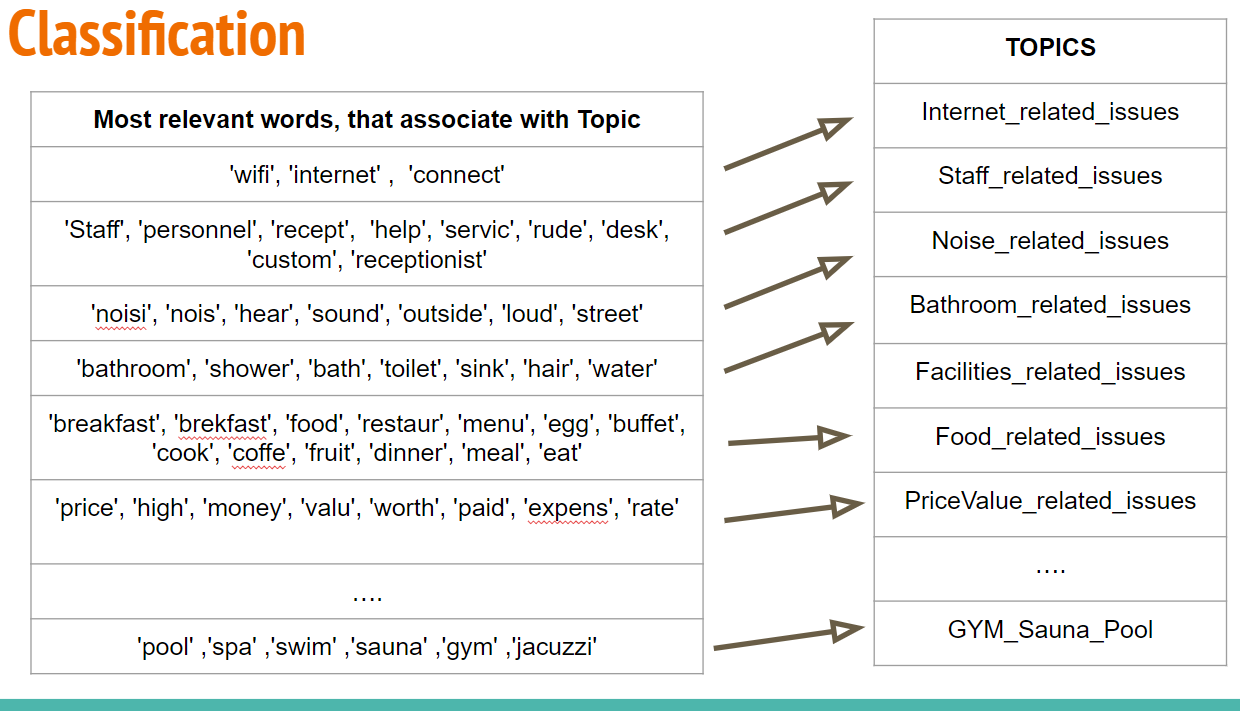 Classification
Most relevant words, that associate with Topic
'wifi', 'internet' ,  'connect'
'Staff', 'personnel', 'recept',  'help', 'servic', 'rude', 'desk',
'custom', 'receptionist'
'noisi', 'nois', 'hear', 'sound', 'outside', 'loud', 'street'
'bathroom', 'shower', 'bath', 'toilet', 'sink', 'hair', 'water'
'breakfast', 'brekfast', 'food', 'restaur', 'menu', 'egg', 'buffet',
'cook', 'coffe', 'fruit', 'dinner', 'meal', 'eat'
'price', 'high', 'money', 'valu', 'worth', 'paid', 'expens', 'rate'
....
'pool' ,'spa' ,'swim' ,'sauna' ,'gym' ,'jacuzzi'
TOPICS
Internet_related_issues
Staff_related_issues
Noise_related_issues
Bathroom_related_issues
Facilities_related_issues
Food_related_issues
PriceValue_related_issues
....
GYM_Sauna_Pool